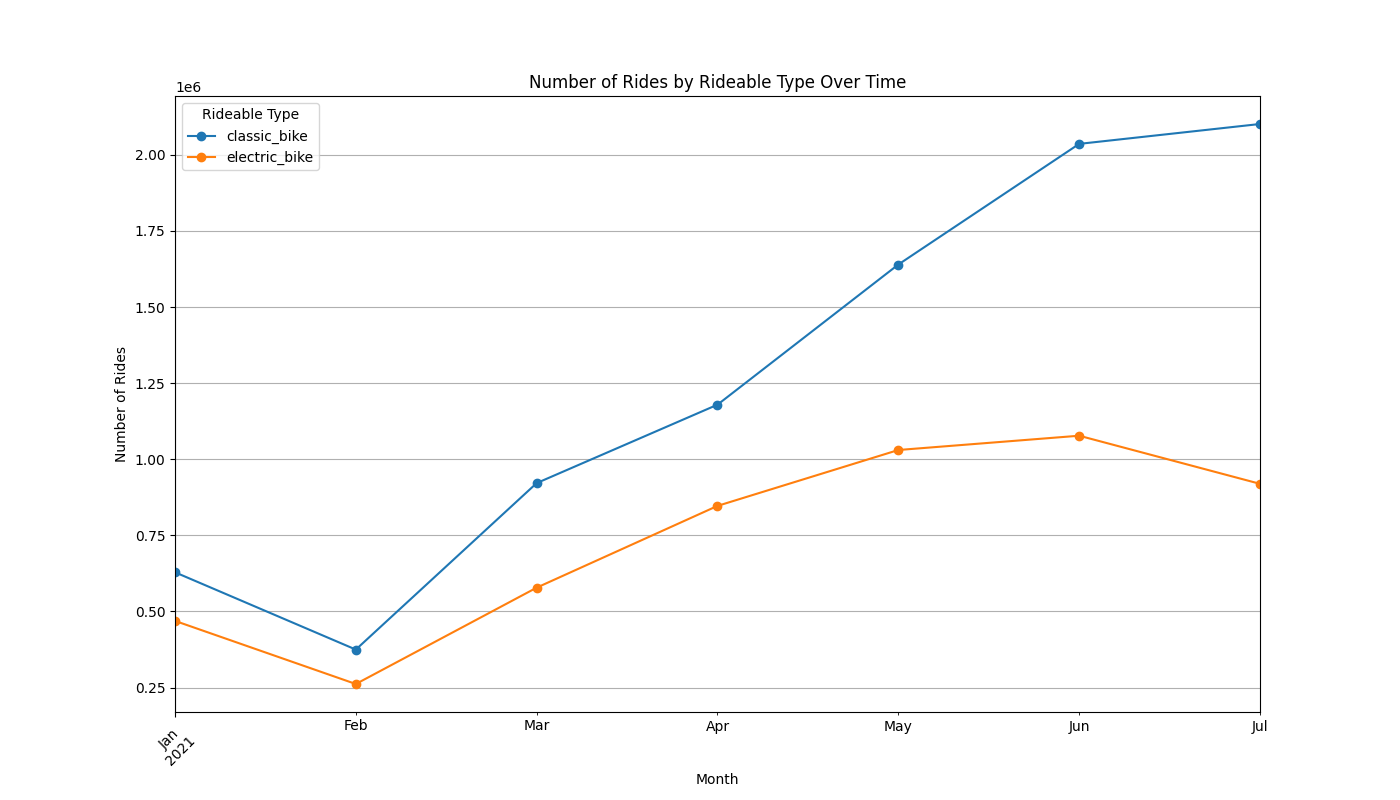 Number of Rides by Rideable Type Over Time
1e6
Rideable Type
classic_bike
electric_bike
2.00
1.75
1.50
1.25
1.00
0.75
0.50
0.25
Number of Rides
Jan
2021
Feb
Mar
Apr
May
Jun
Jul
Month